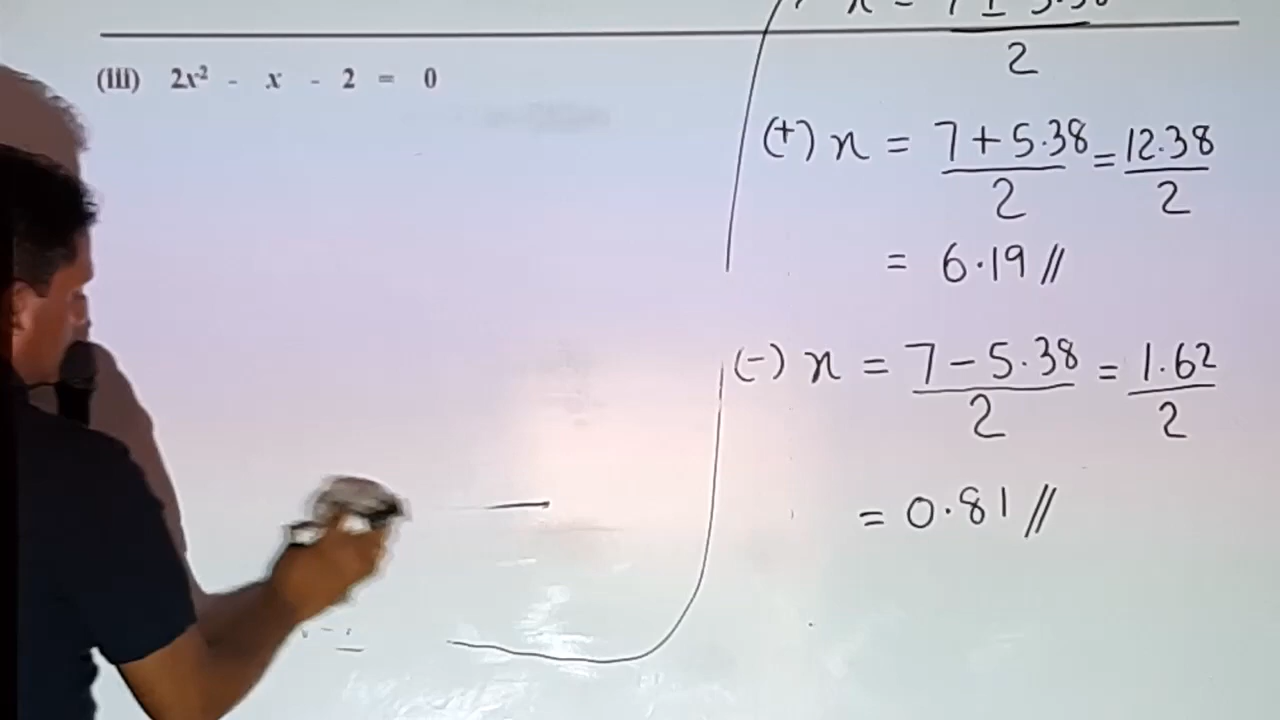 (III) 2x² - x - 2 = 0
2
(+) x = 7 + 5.38 / 2 = 12.38 / 2
= 6.19 //
(-) x = 7 - 5.38 / 2 = 1.62 / 2
= 0.81 //